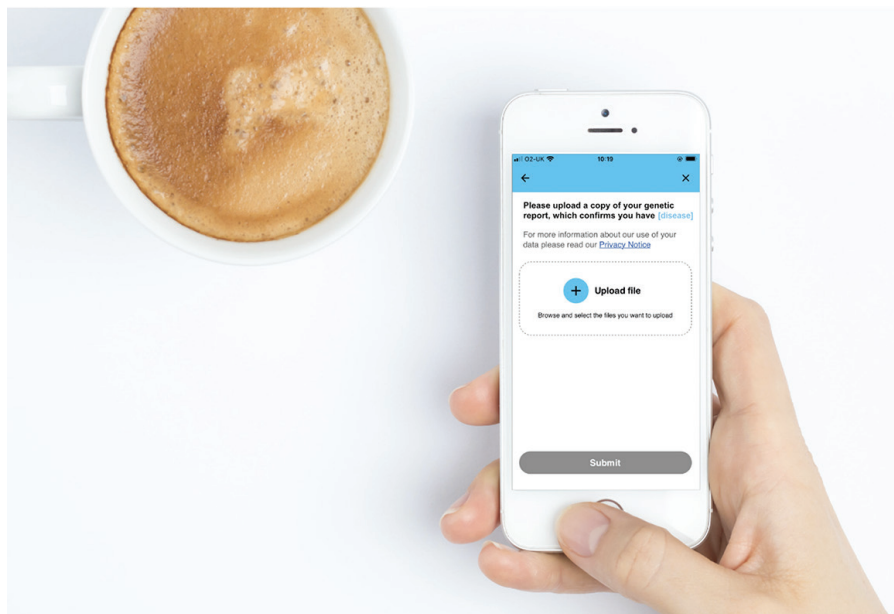 O2-UK 10:19
Please upload a copy of your genetic
report, which confirms you have [disease]
For more information about our use of your
data please read our Privacy Notice
+ Upload file
Browse and select the files you want to upload
Submit